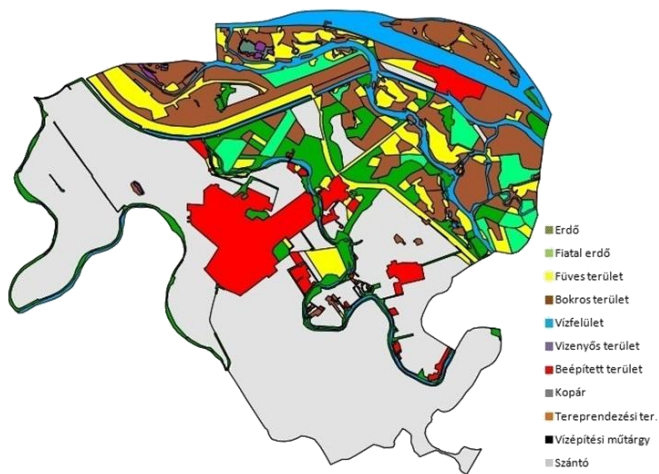 Erdő
Fiatal erdő
Füves terület
Bokros terület
Vízfelület
Vizenyős terület
Beépített terület
Kopár
Tereprendezési ter.
Vízépítési műtárgy
Szántó